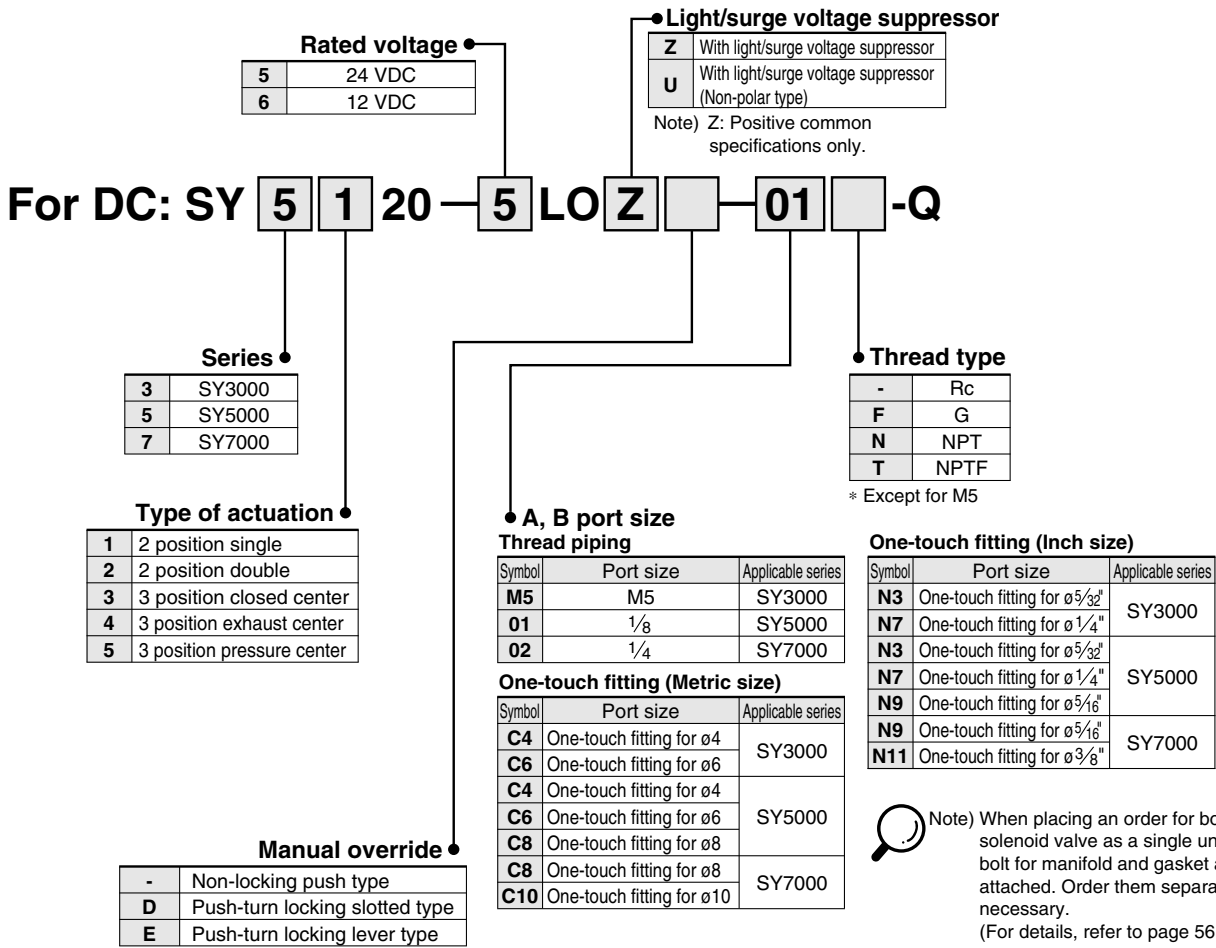 Light/surge voltage suppressor
Z With light/surge voltage suppressor
U With light/surge voltage suppressor
(Non-polar type)
Note) Z: Positive common
specifications only.
Rated voltage
5 24 VDC
6 12 VDC
For DC: SY 5 1 20 — 5 LO Z — 01 -Q
Series
3 SY3000
5 SY5000
7 SY7000
Type of actuation
1 2 position single
2 2 position double
3 3 position closed center
4 3 position exhaust center
5 3 position pressure center
Manual override
- Non-locking push type
D Push-turn locking slotted type
E Push-turn locking lever type
A, B port size
Thread piping
Symbol Port size Applicable series
M5 M5 SY3000
01 1/8 SY5000
02 1/4 SY7000
One-touch fitting (Metric size)
Symbol Port size Applicable series
C4 One-touch fitting for ø4 SY3000
C6 One-touch fitting for ø6
C4 One-touch fitting for ø4 SY5000
C6 One-touch fitting for ø6
C8 One-touch fitting for ø8
C8 One-touch fitting for ø8 SY7000
C10 One-touch fitting for ø10
Thread type
- Rc
F G
N NPT
T NPTF
* Except for M5
One-touch fitting (Inch size)
Symbol Port size Applicable series
N3 One-touch fitting for ø5/32" SY3000
N7 One-touch fitting for ø1/4"
N3 One-touch fitting for ø5/32" SY5000
N7 One-touch fitting for ø1/4"
N9 One-touch fitting for ø5/16"
N9 One-touch fitting for ø5/16" SY7000
N11 One-touch fitting for ø3/8"
Note) When placing an order for
solenoid valve as a single
bolt for manifold and gasket
attached. Order them
necessary.
(For details, refer to page 56